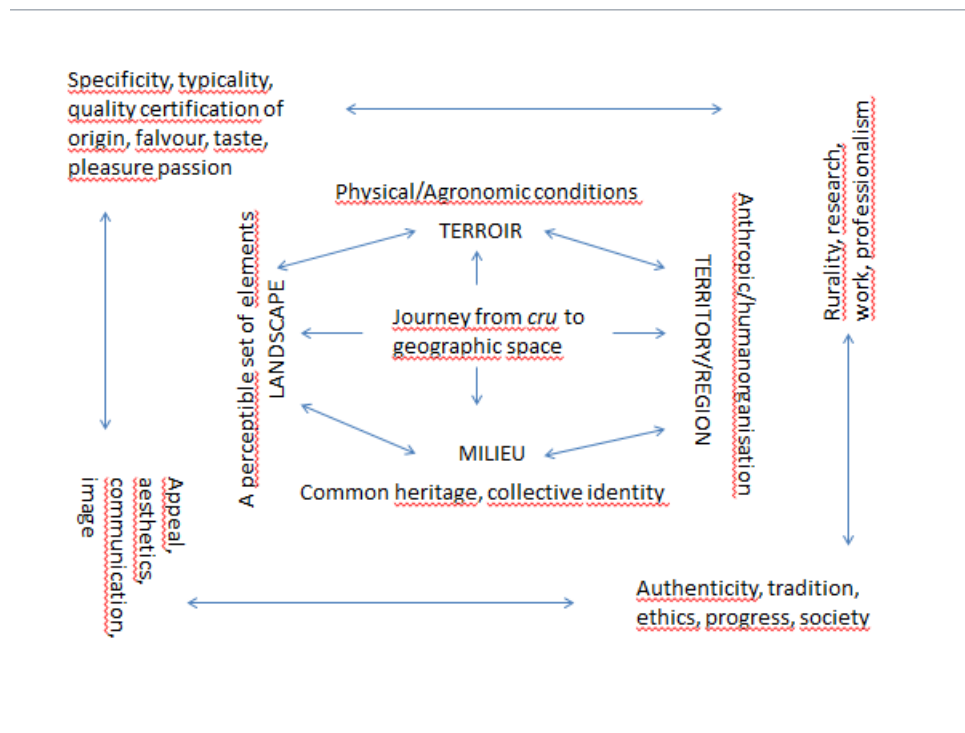 Specificity, typicality,
quality certification of
origin, falvour, taste,
pleasure passion
Rurality, research,
work, professionalism
Physical/Agronomic conditions
TERROIR
A perceptible set of elements
LANDSCAPE
Journey from cru to
geographic space
TERRITORY/REGION
Anthropic/humanorganisation
MILIEU
Common heritage, collective identity
Appeal,
aesthetics,
communication,
image
Authenticity, tradition,
ethics, progress, society